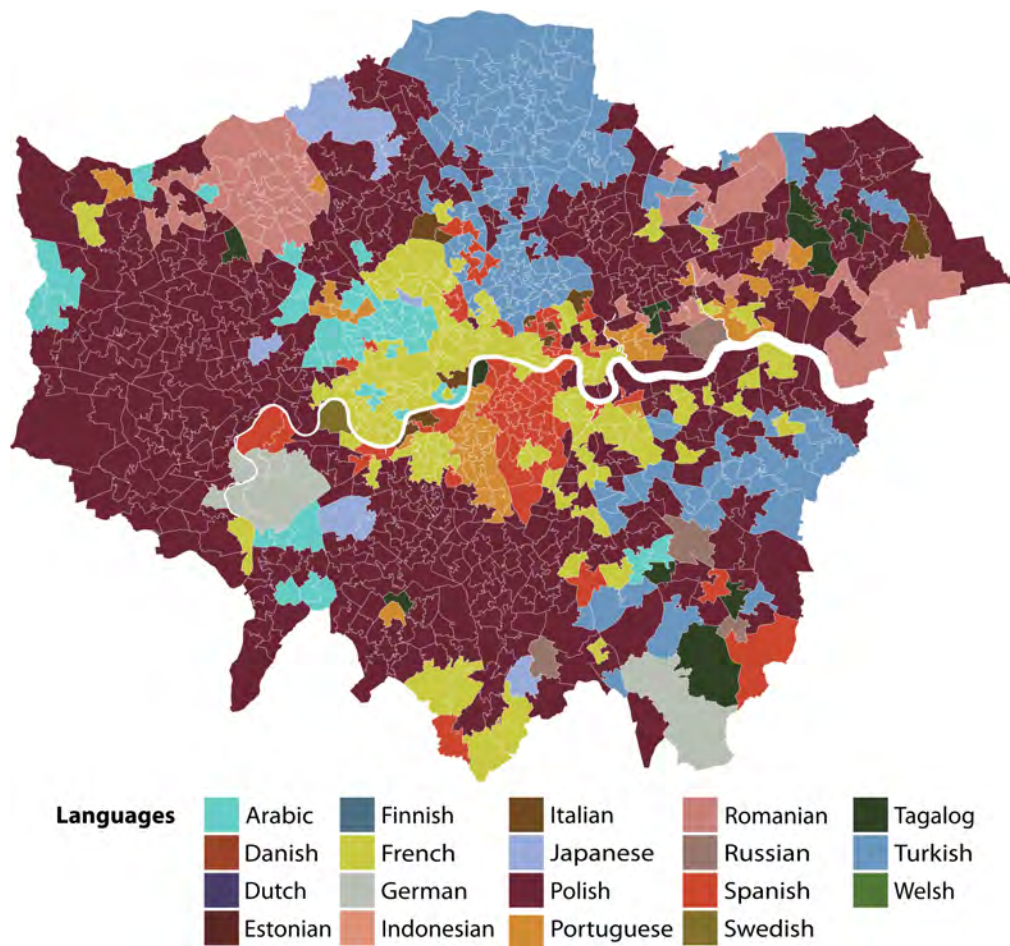 Languages
Arabic Finnish Italian Romanian Tagalog
Danish French Japanese Russian Turkish
Dutch German Polish Spanish Welsh
Estonian Indonesian Portuguese Swedish